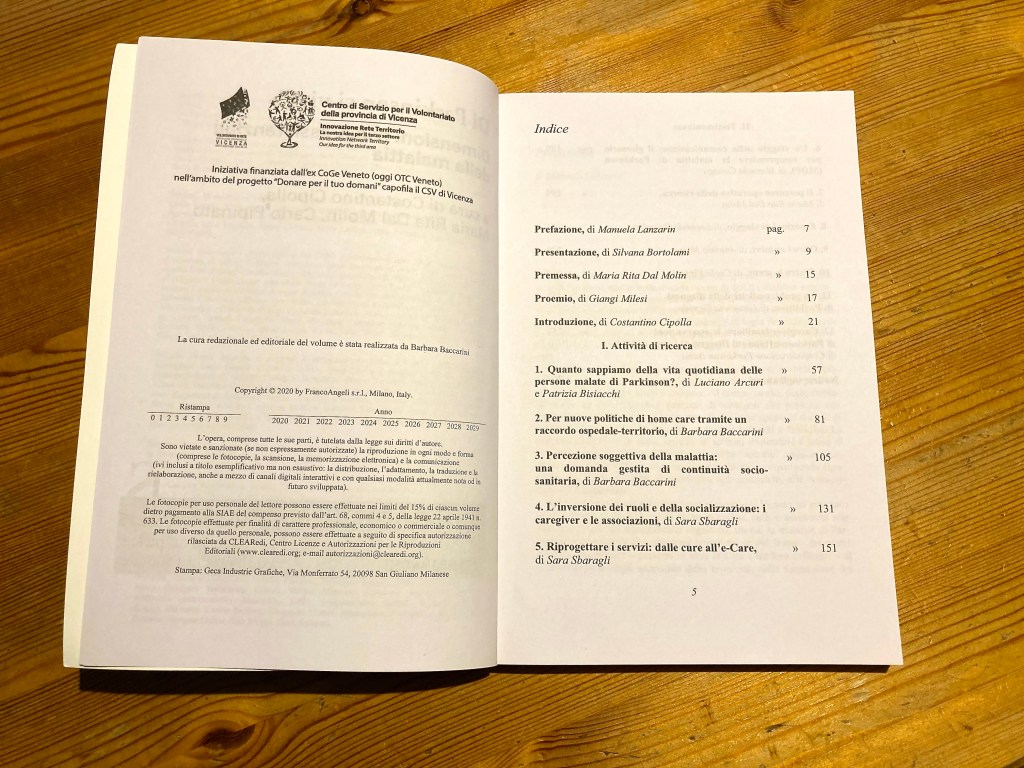 VICENZA
Centro di Servizio per il Volontariato
della provincia di Vicenza
Innovazione Rete Territorio
La nostra idea per il terzo settore
Innovation Network Territory
Our idea for the third area
Iniziativa finanziata dall'ex CoGe Veneto (oggi OTC Veneto)
nell'ambito del progetto "Donare per il tuo domani" capofila il CSV di Vicenza
La cura redazionale ed editoriale del volume è stata realizzata da Barbara Baccarini
Copyright © 2020 by FrancoAngeli s.r.l., Milano, Italy.
Ristampa Anno
0 1 2 3 4 5 6 7 8 9 2020 2021 2022 2023 2024 2025 2026 2027 2028 2029
L'opera, comprese tutte le sue parti, è tutelata dalla legge sui diritti d'autore.
Sono vietate e sanzionate (se non espressamente autorizzate) la riproduzione in ogni modo e forma
(comprese le fotocopie, la scansione, la memorizzazione elettronica) e la comunicazione
(ivi inclusi a titolo esemplificativo ma non esaustivo: la distribuzione, l'adattamento, la traduzione e la
rielaborazione, anche a mezzo di canali digitali interattivi e con qualsiasi modalità attualmente nota od in
futuro sviluppata).
Le fotocopie per uso personale del lettore possono essere effettuate nei limiti del 15% di ciascun volume
dietro pagamento alla SIAE del compenso previsto dall'art. 68, commi 4 e 5, della legge 22 aprile 1941 n.
633. Le fotocopie effettuate per finalità di carattere professionale, economico o commerciale o comunque
per uso diverso da quello personale, possono essere effettuate a seguito di specifica autorizzazione
rilasciata da CLEARedi, Centro Licenze e Autorizzazioni per le Riproduzioni
Editoriali (www.clearedi.org; e-mail autorizzazioni@clearedi.org).
Stampa: Geca Industrie Grafiche, Via Monferrato 54, 20098 San Giuliano Milanese
Indice
Prefazione, di Manuela Lanzarin pag. 7
Presentazione, di Silvana Bortolami » 9
Premessa, di Maria Rita Dal Molin » 15
Proemio, di Giangi Milesi » 17
Introduzione, di Costantino Cipolla » 21
I. Attività di ricerca
1. Quanto sappiamo della vita quotidiana delle » 57
persone malate di Parkinson?, di Luciano Arcuri
e Patrizia Bisiacchi
2. Per nuove politiche di home care tramite un » 81
raccordo ospedale-territorio, di Barbara Baccarini
3. Percezione soggettiva della malattia: » 105
una domanda gestita di continuità socio-
sanitaria, di Barbara Baccarini
4. L'inversione dei ruoli e della socializzazione: i » 131
caregiver e le associazioni, di Sara Sbaragli
5. Riprogettare i servizi: dalle cure all'e-Care, » 151
di Sara Sbaragli
5